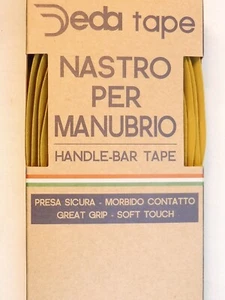 Deda tape
NASTRO
PER
MANUBRIO
HANDLE-BAR TAPE
PRESA SICURA - MORBIDO CONTATTO
GREAT GRIP - SOFT TOUCH